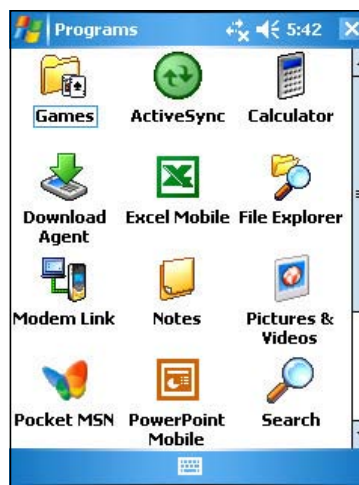 Programs 5:42
Games ActiveSync Calculator
Download Excel Mobile File Explorer
Agent
Modem Link Notes Pictures &
Videos
Pocket MSN PowerPoint Search
Mobile